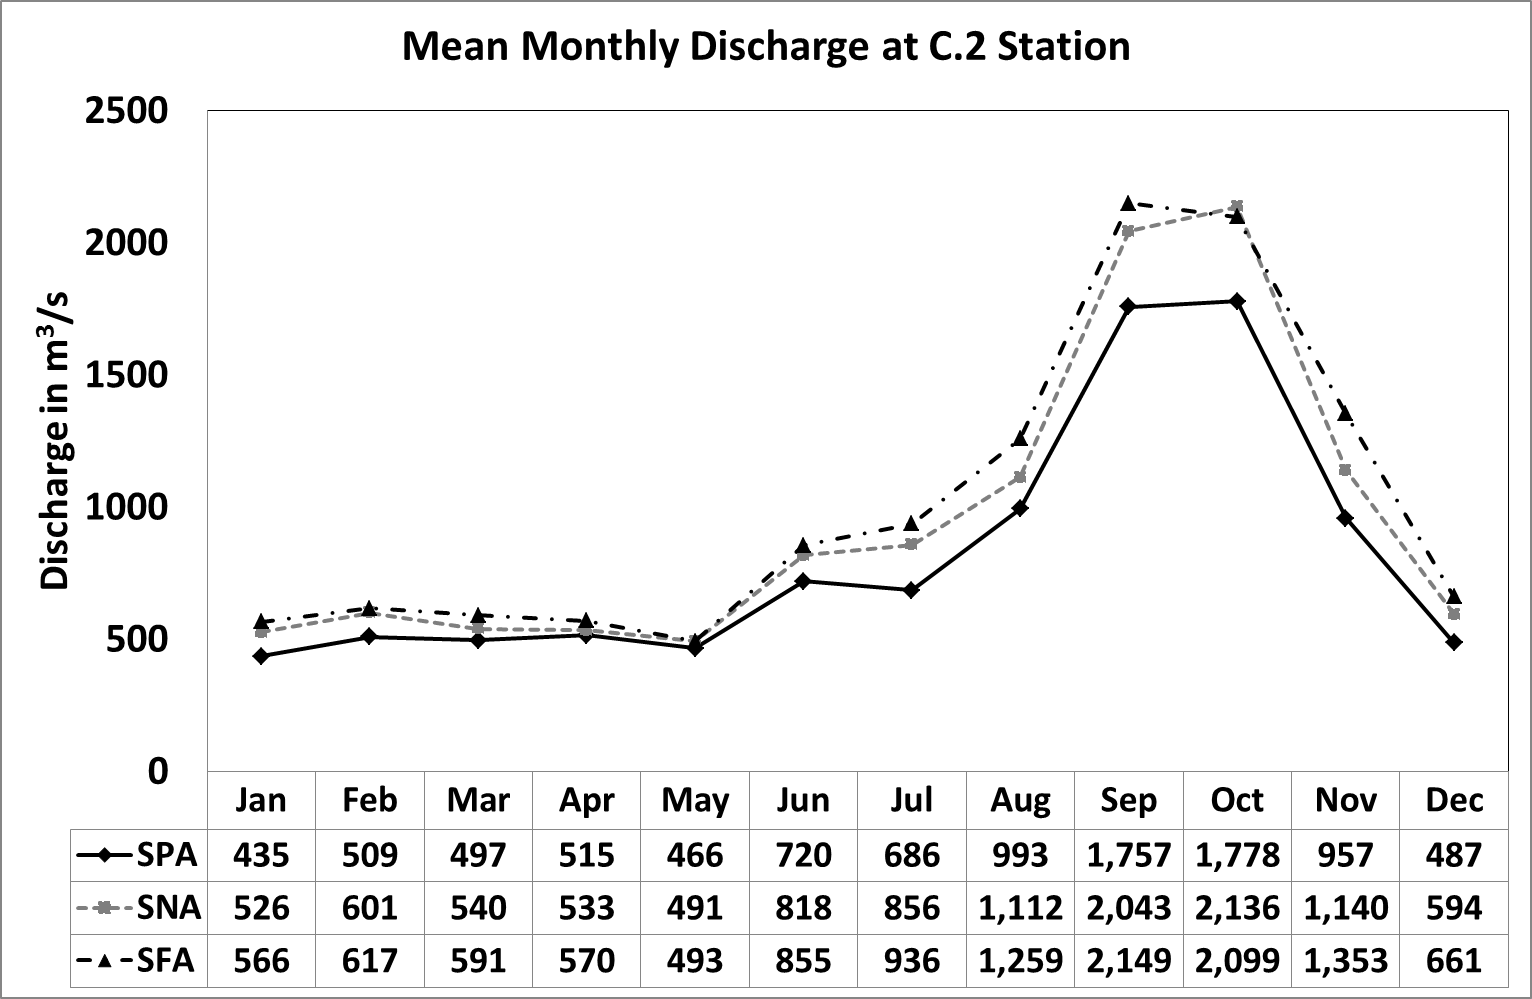 Mean Monthly Discharge at C.2 Station
Discharge in m³/s
2500
2000
1500
1000
500
0
Jan Feb Mar Apr May Jun Jul Aug Sep Oct Nov Dec
SPA 435 509 497 515 466 720 686 993 1,757 1,778 957 487
SNA 526 601 540 533 491 818 856 1,112 2,043 2,136 1,140 594
SFA 566 617 591 570 493 855 936 1,259 2,149 2,099 1,353 661